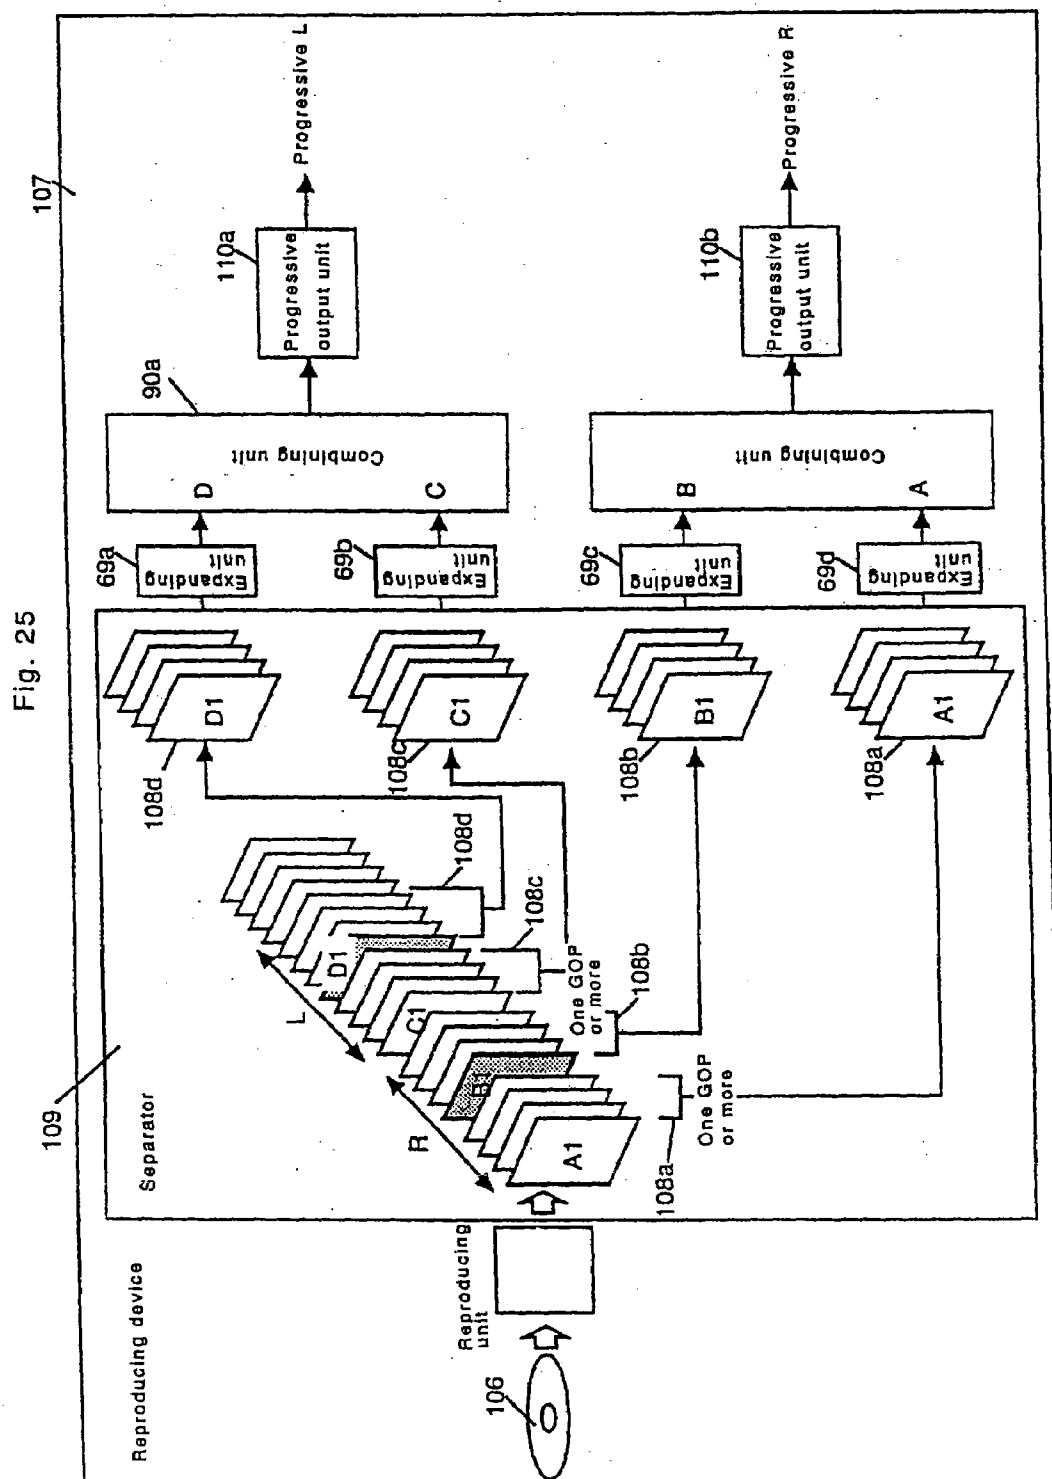 Fig. 25
107
109
Reproducing device
Separator
106
Reproducing
unit
A1
B1
C1
D1
R
L
108a
One GOP
or more
108b
One GOP
or more
108c
108d
108d
D1
108c
C1
108b
B1
108a
A1
69a
Expanding
unit
69b
Expanding
unit
69c
Expanding
unit
69d
Expanding
unit
90a
D
C
Combining
unit
B
A
Combining
unit
110a
Progressive
output unit
Progressive L
110b
Progressive
output unit
Progressive R